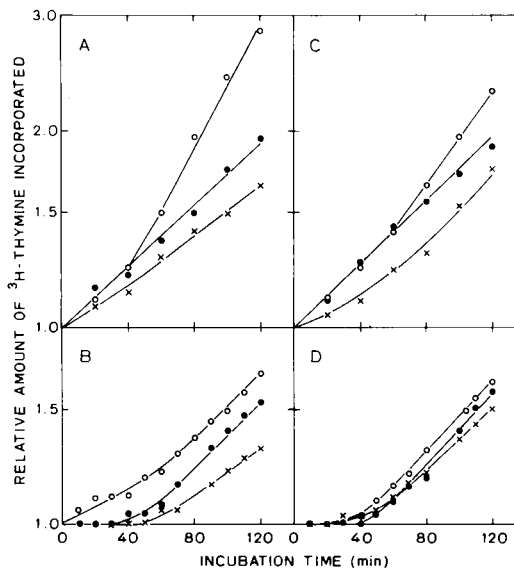 3.0
A
C
2.0
1.5
1.0
B
D
1.5
1.0
0 40 80 120 0 40 80 120
RELATIVE AMOUNT OF ³H-THYMINE INCORPORATED
INCUBATION TIME (min)